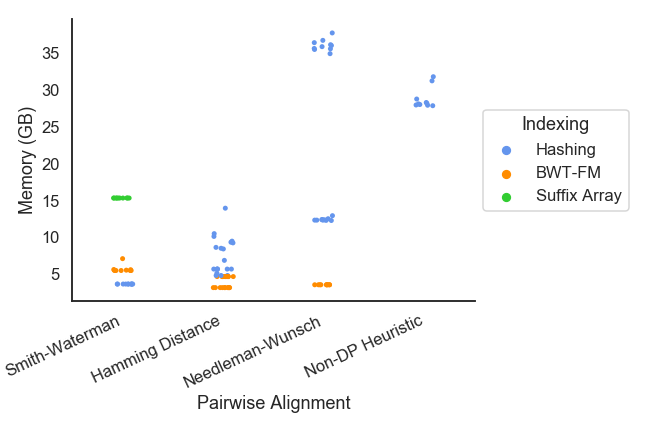 Memory (GB)
35
30
25
20
15
10
5
Smith-Waterman
Hamming Distance
Needleman-Wunsch
Non-DP Heuristic
Pairwise Alignment
Indexing
Hashing
BWT-FM
Suffix Array